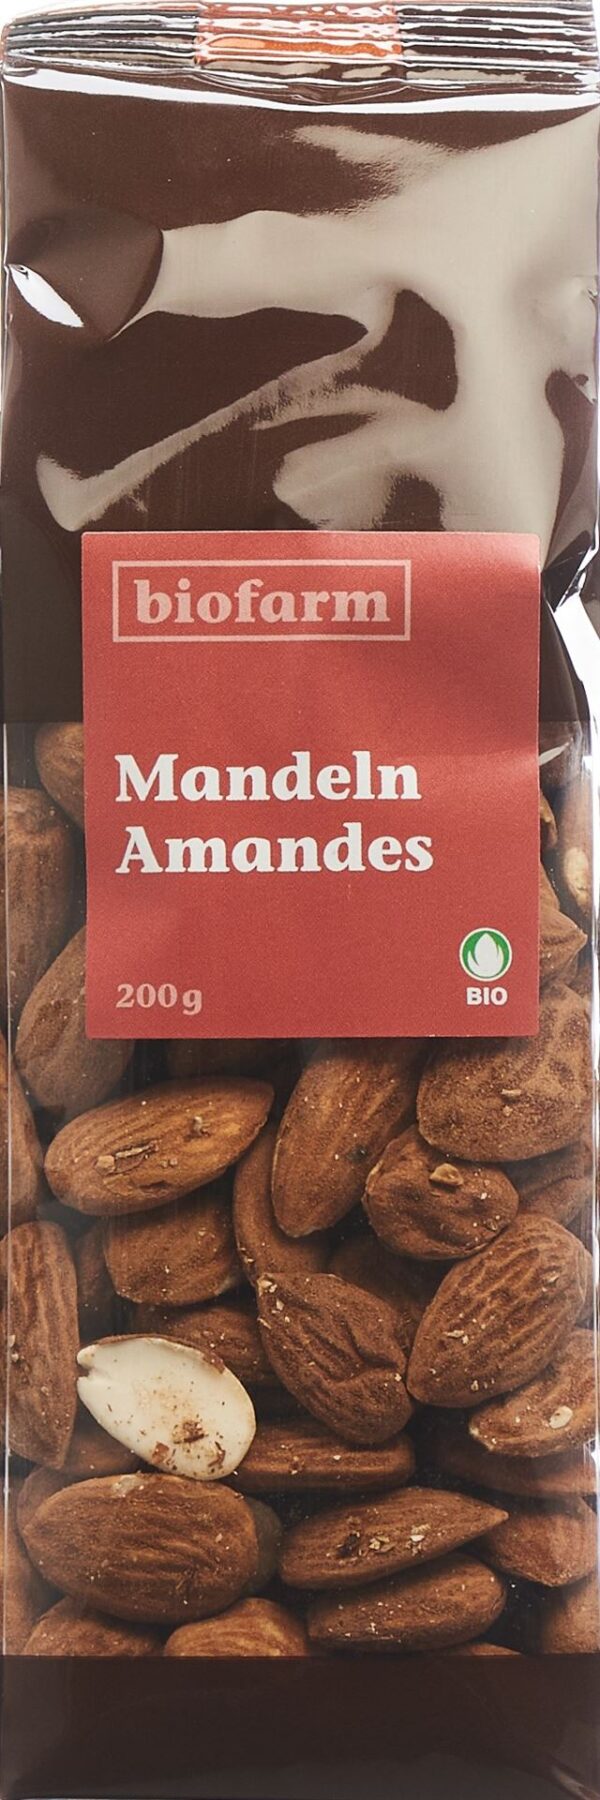 biofarm
Mandeln
Amandes
200g
BIO